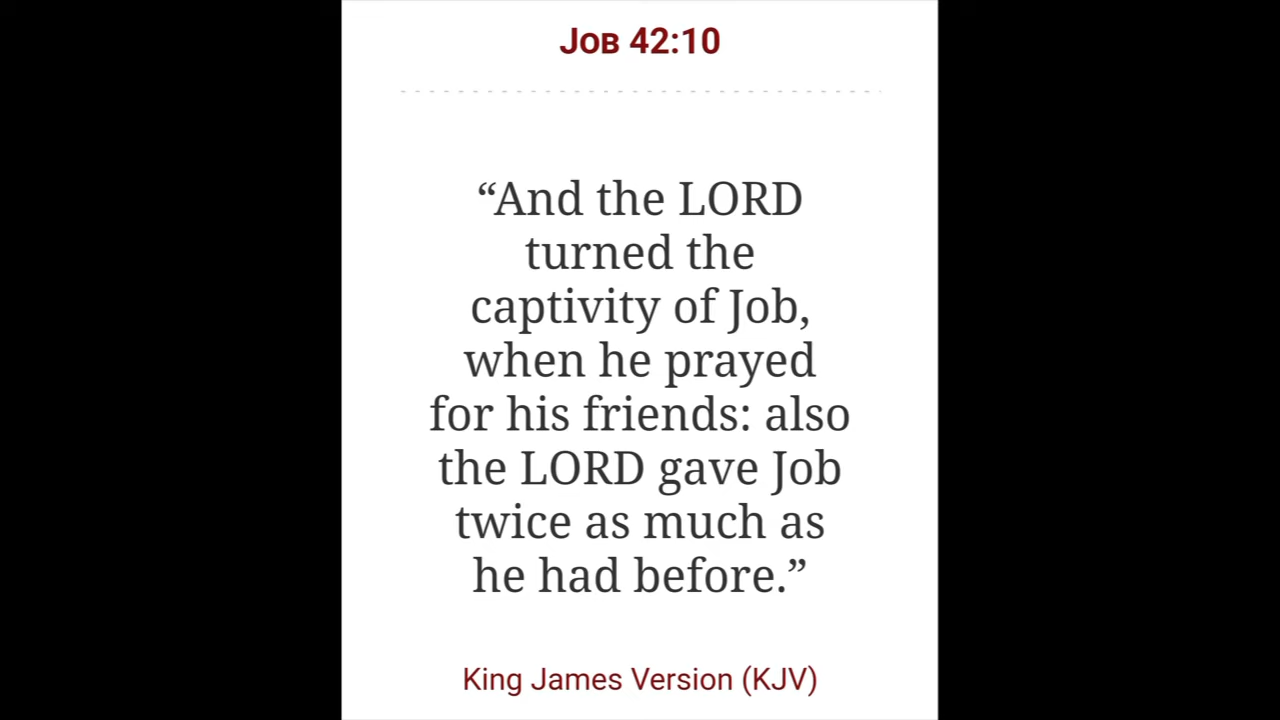 Job 42:10
“And the LORD
turned the
captivity of Job,
when he prayed
for his friends: also
the LORD gave Job
twice as much as
he had before.”
King James Version (KJV)